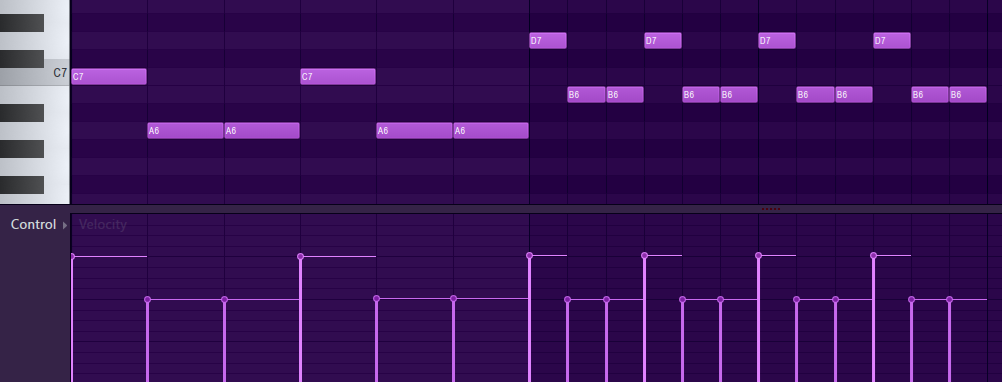 D7 D7 D7 D7
C7 C7 C7
B6 B6 B6 B6 B6 B6 B6 B6
A6 A6 A6 A6
Control Velocity